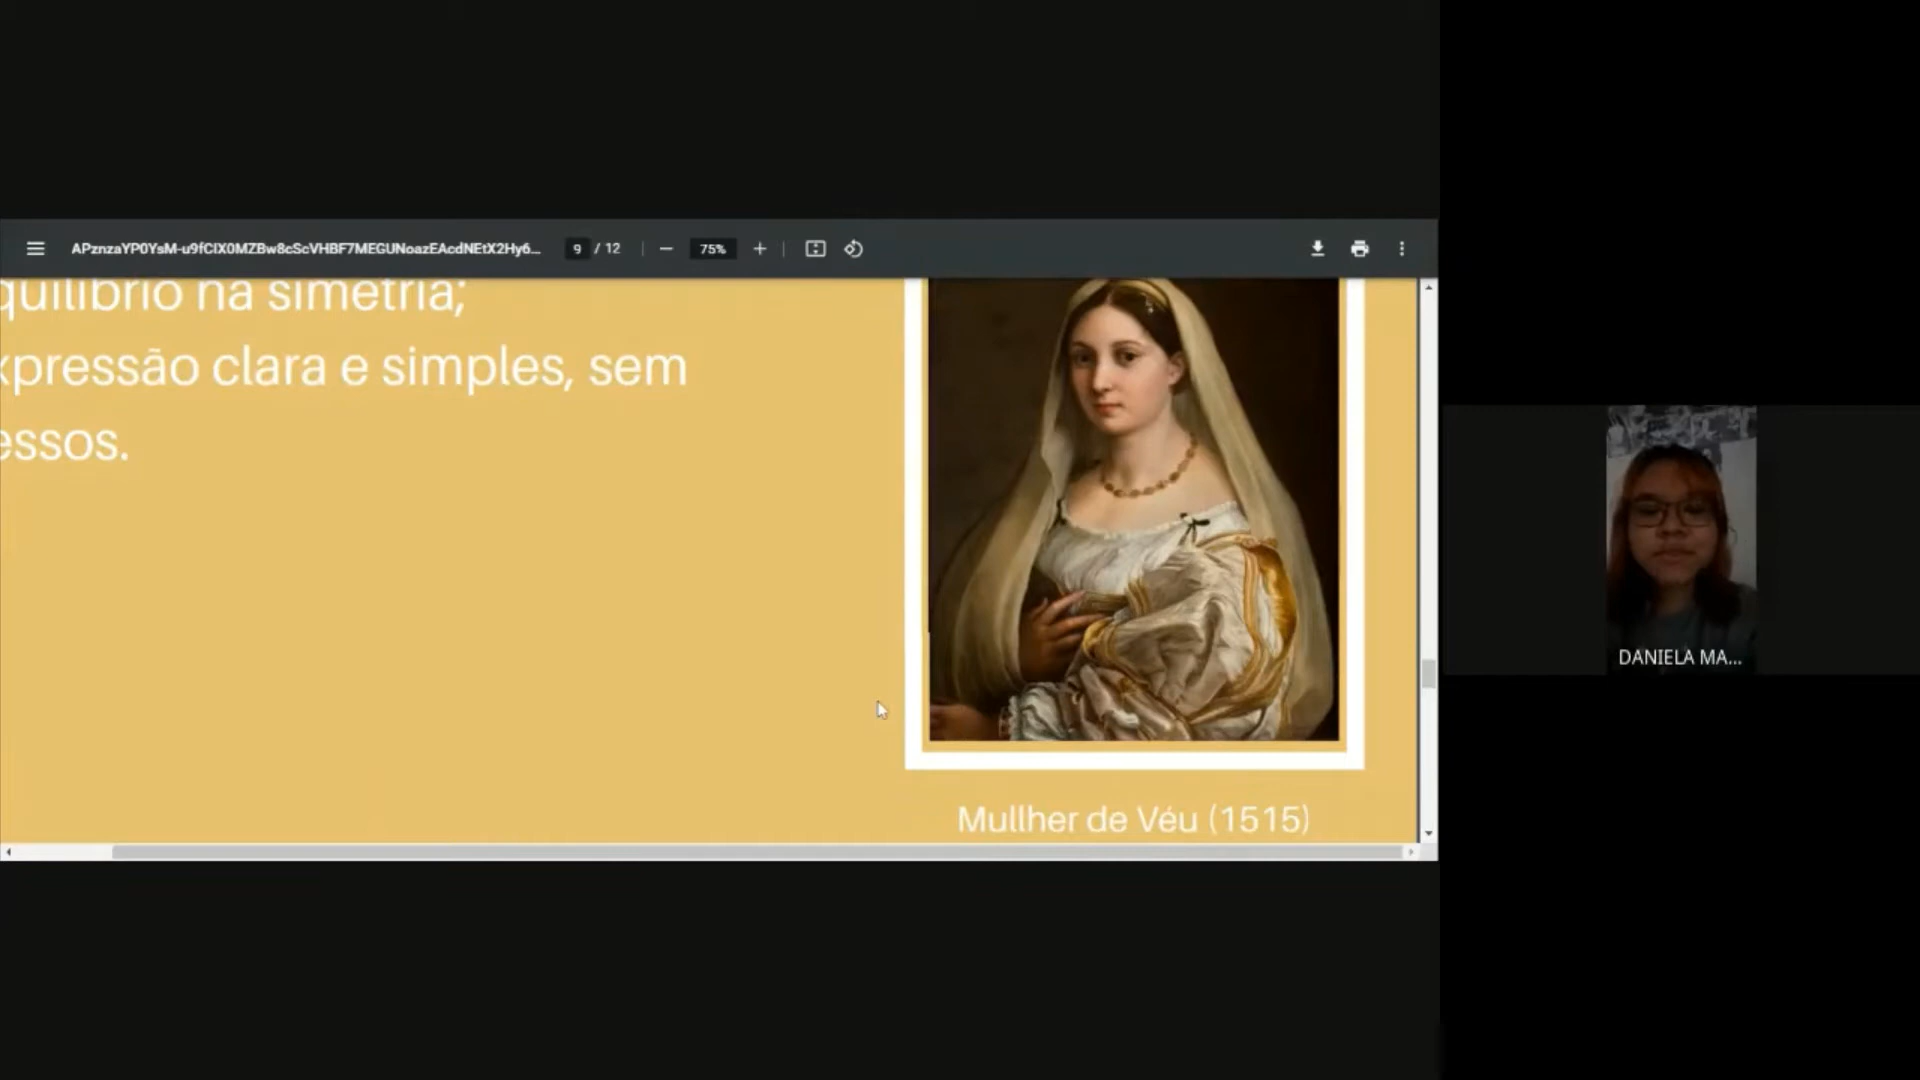 APznzaYP0YsM-u9fCIX0MZBw8cScVHBF7MEGUNoazEAcdNEtX2Hy6... 9 / 12 75%
quilíbrio na simetria;
xpressão clara e simples, sem
essos.
Mullher de Véu (1515)
DANIELA MA...